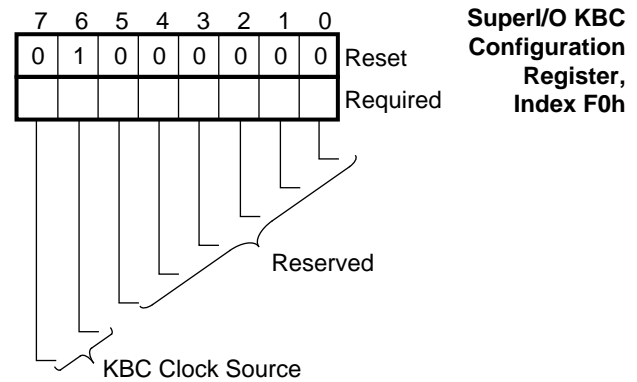 7 6 5 4 3 2 1 0
0 1 0 0 0 0 0 0 Reset
Required
SuperI/O KBC
Configuration
Register,
Index F0h
Reserved
KBC Clock Source